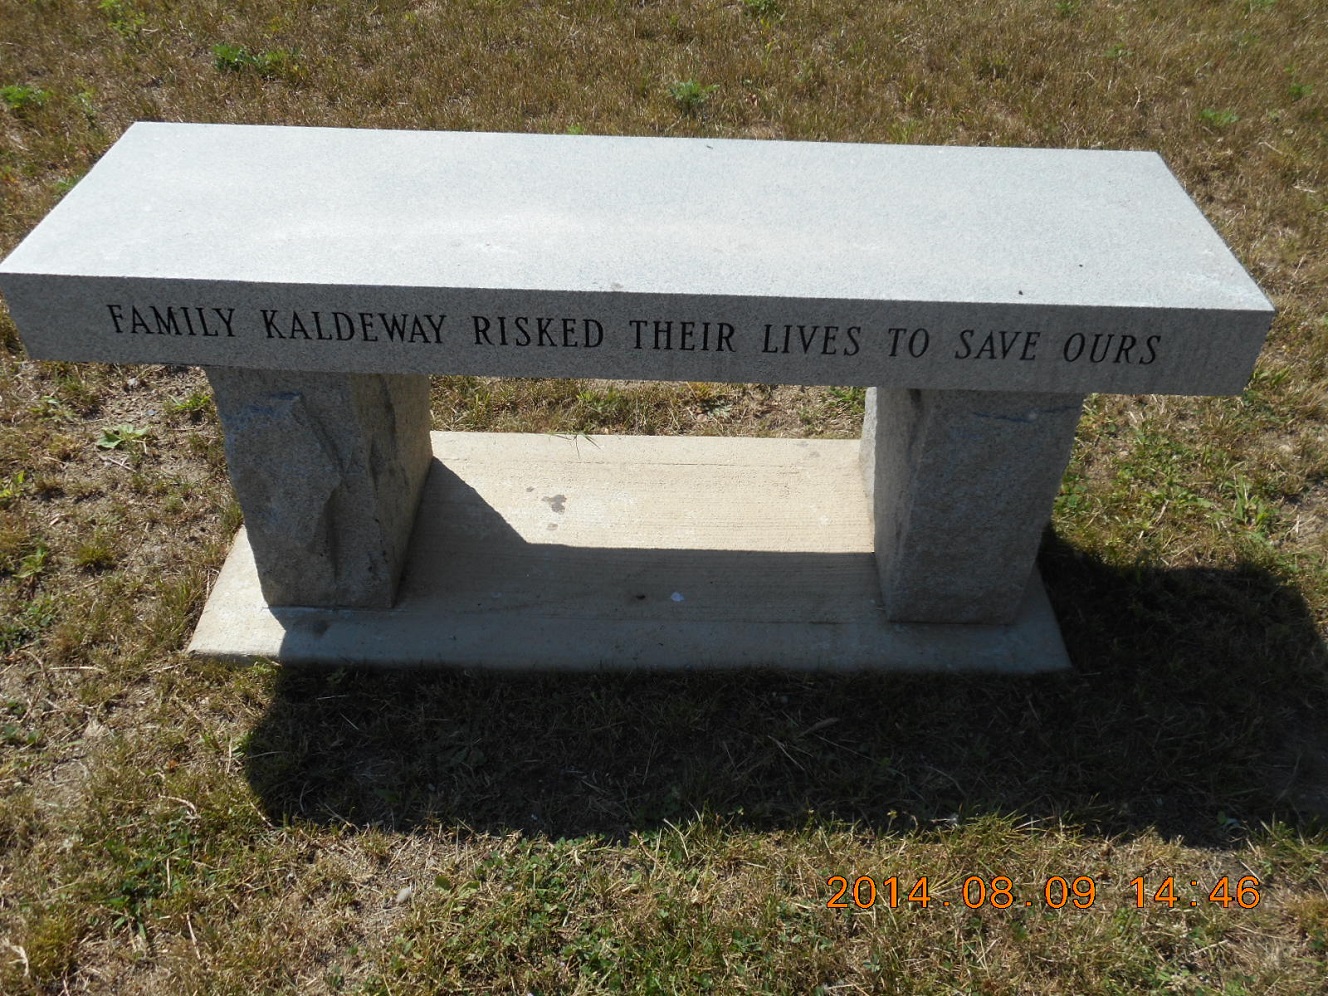 FAMILY KALDEWAY RISKED THEIR LIVES TO SAVE OURS
2014.08.09 14:46